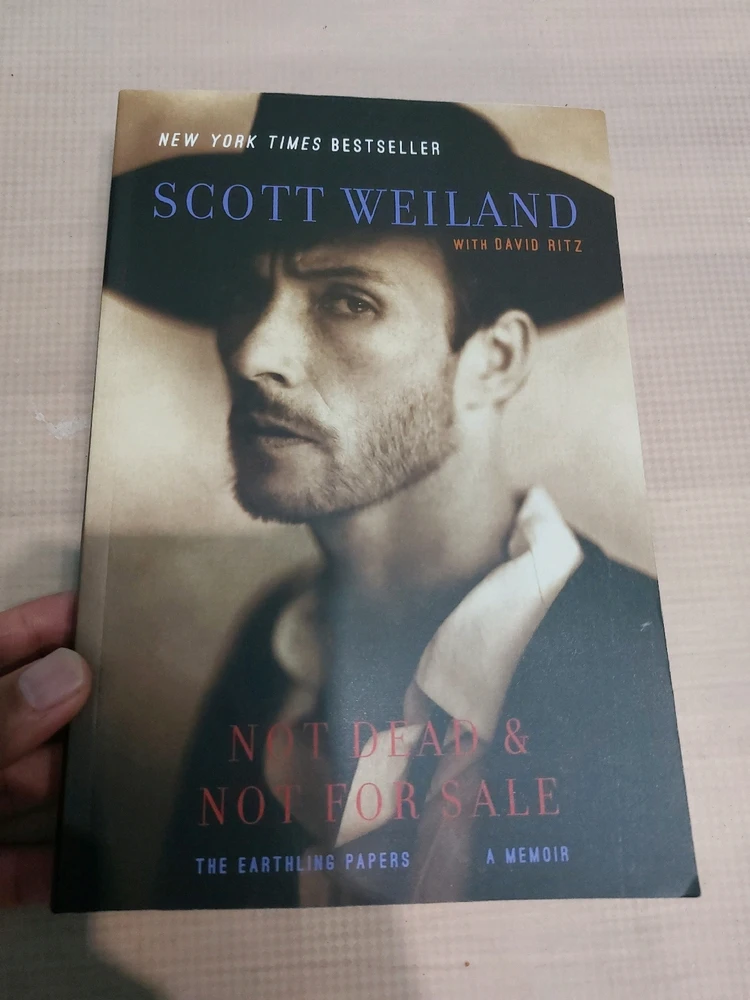 NEW YORK TIMES BESTSELLER
SCOTT WEILAND
WITH DAVID RITZ
NOT DEAD &
NOT FOR SALE
THE EARTHLING PAPERS A MEMOIR